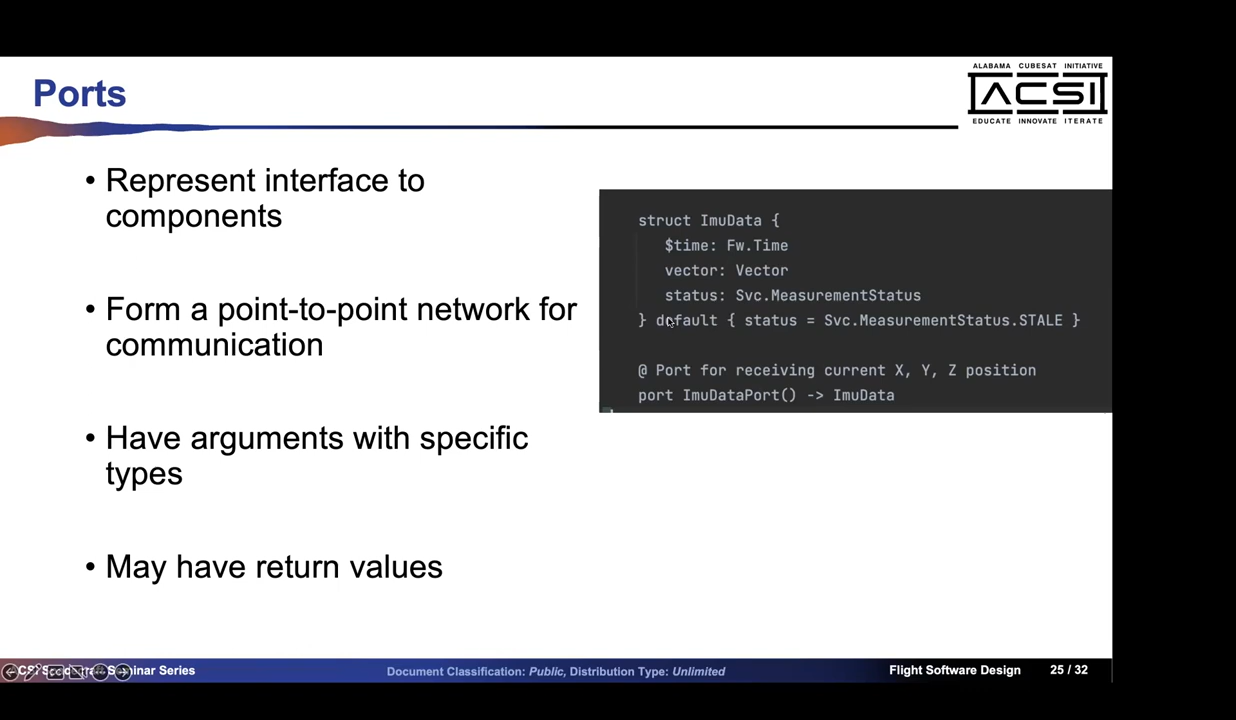 Ports
ALABAMA CUBESAT INITIATIVE
ACSI
EDUCATE INNOVATE ITERATE
• Represent interface to
components
• Form a point-to-point network for
communication
• Have arguments with specific
types
• May have return values
struct ImuData {
$time: Fw.Time
vector: Vector
status: Svc.MeasurementStatus
} default { status = Svc.MeasurementStatus.STALE }
@ Port for receiving current X, Y, Z position
port ImuDataPort() -> ImuData
Seminar Series
Document Classification: Public, Distribution Type: Unlimited
Flight Software Design
25 / 32